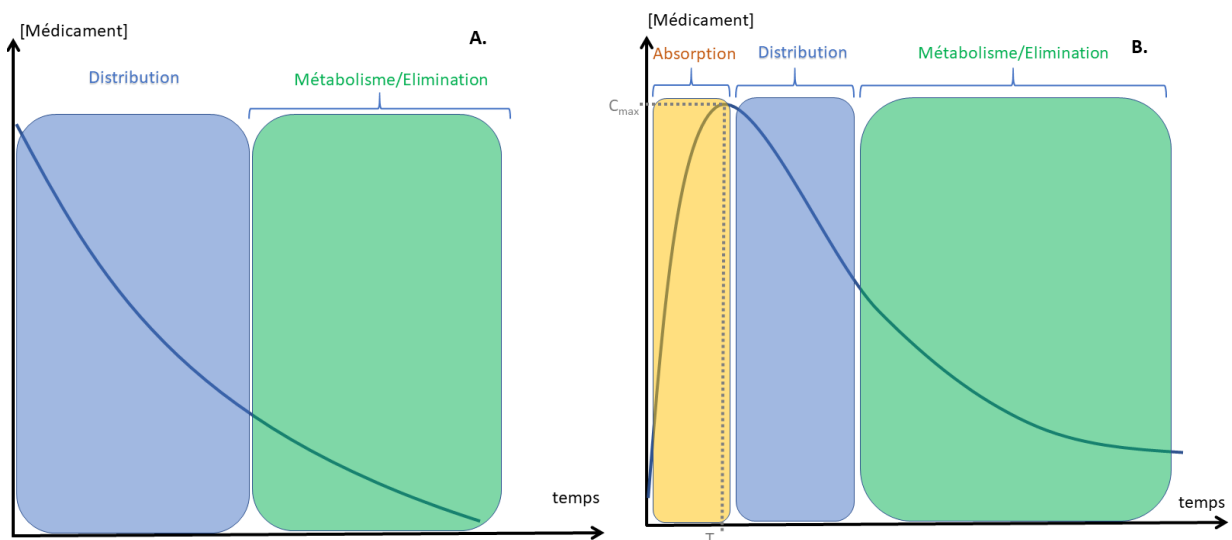 [Médicament]
A.
Distribution
Métabolisme/Elimination
temps
[Médicament]
B.
Absorption
Distribution
Métabolisme/Elimination
Cmax
temps